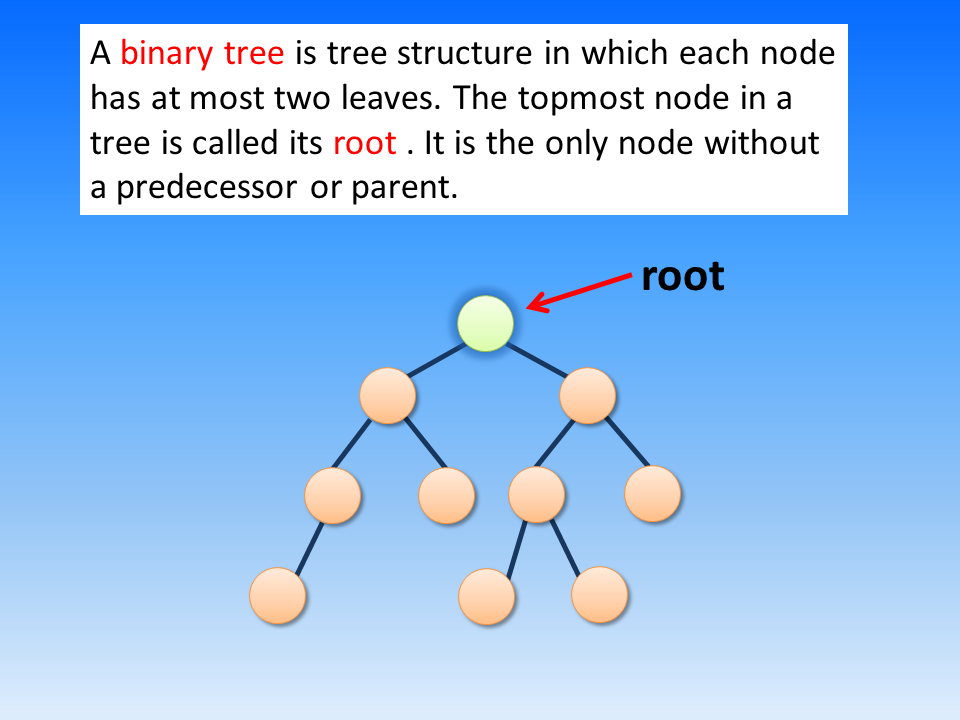 A binary tree is tree structure in which each node
has at most two leaves. The topmost node in a
tree is called its root . It is the only node without
a predecessor or parent.
root